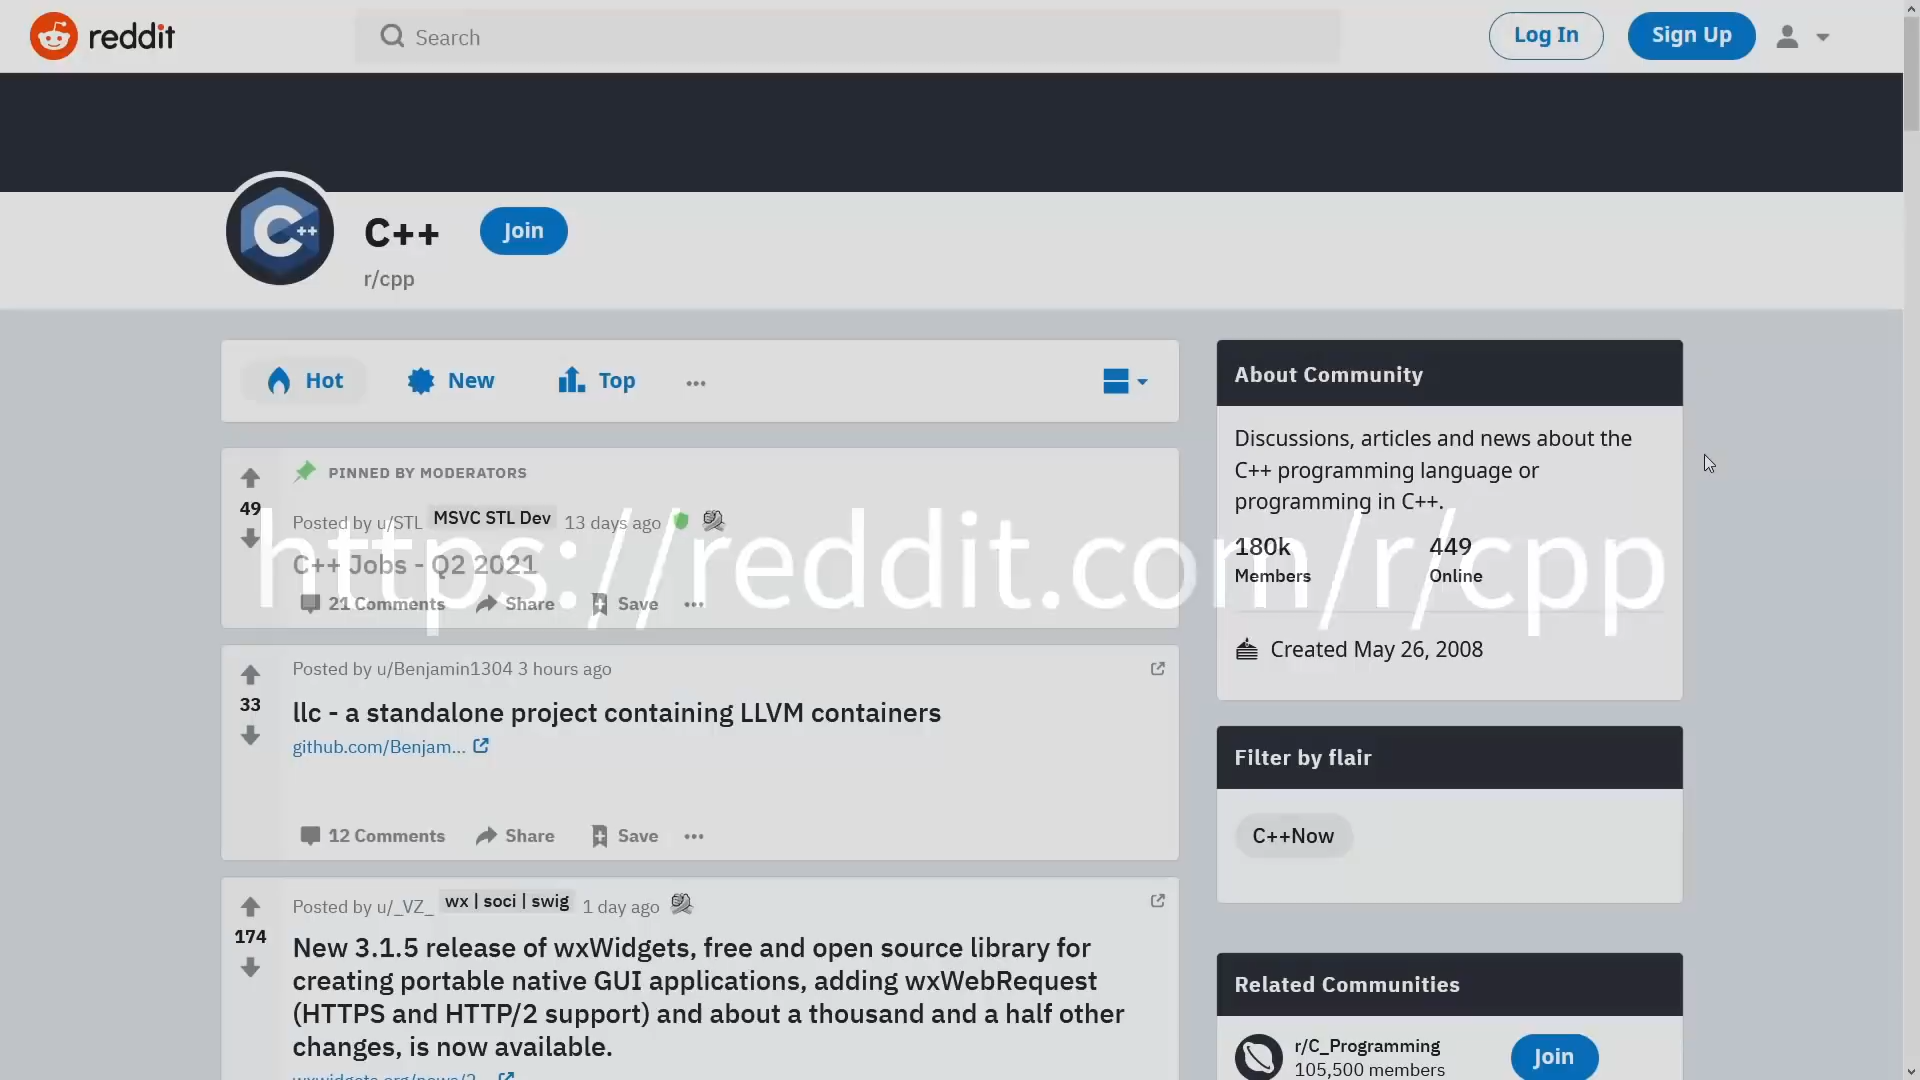 reddit
Search
Log In
Sign Up
C++
Join
r/cpp
Hot
New
Top
PINNED BY MODERATORS
49
Posted by u/STL MSVC STL Dev 13 days ago
C++ Jobs - Q2 2021
21 Comments
Share
Save
https://reddit.com/r/cpp
Posted by u/Benjamin1304 3 hours ago
33
llc - a standalone project containing LLVM containers
github.com/Benjam...
12 Comments
Share
Save
Posted by u/_VZ_ wx | soci | swig 1 day ago
174
New 3.1.5 release of wxWidgets, free and open source library for
creating portable native GUI applications, adding wxWebRequest
(HTTPS and HTTP/2 support) and about a thousand and a half other
changes, is now available.
About Community
Discussions, articles and news about the
C++ programming language or
programming in C++.
180k
Members
449
Online
Created May 26, 2008
Filter by flair
C++Now
Related Communities
r/C_Programming
105,500 members
Join